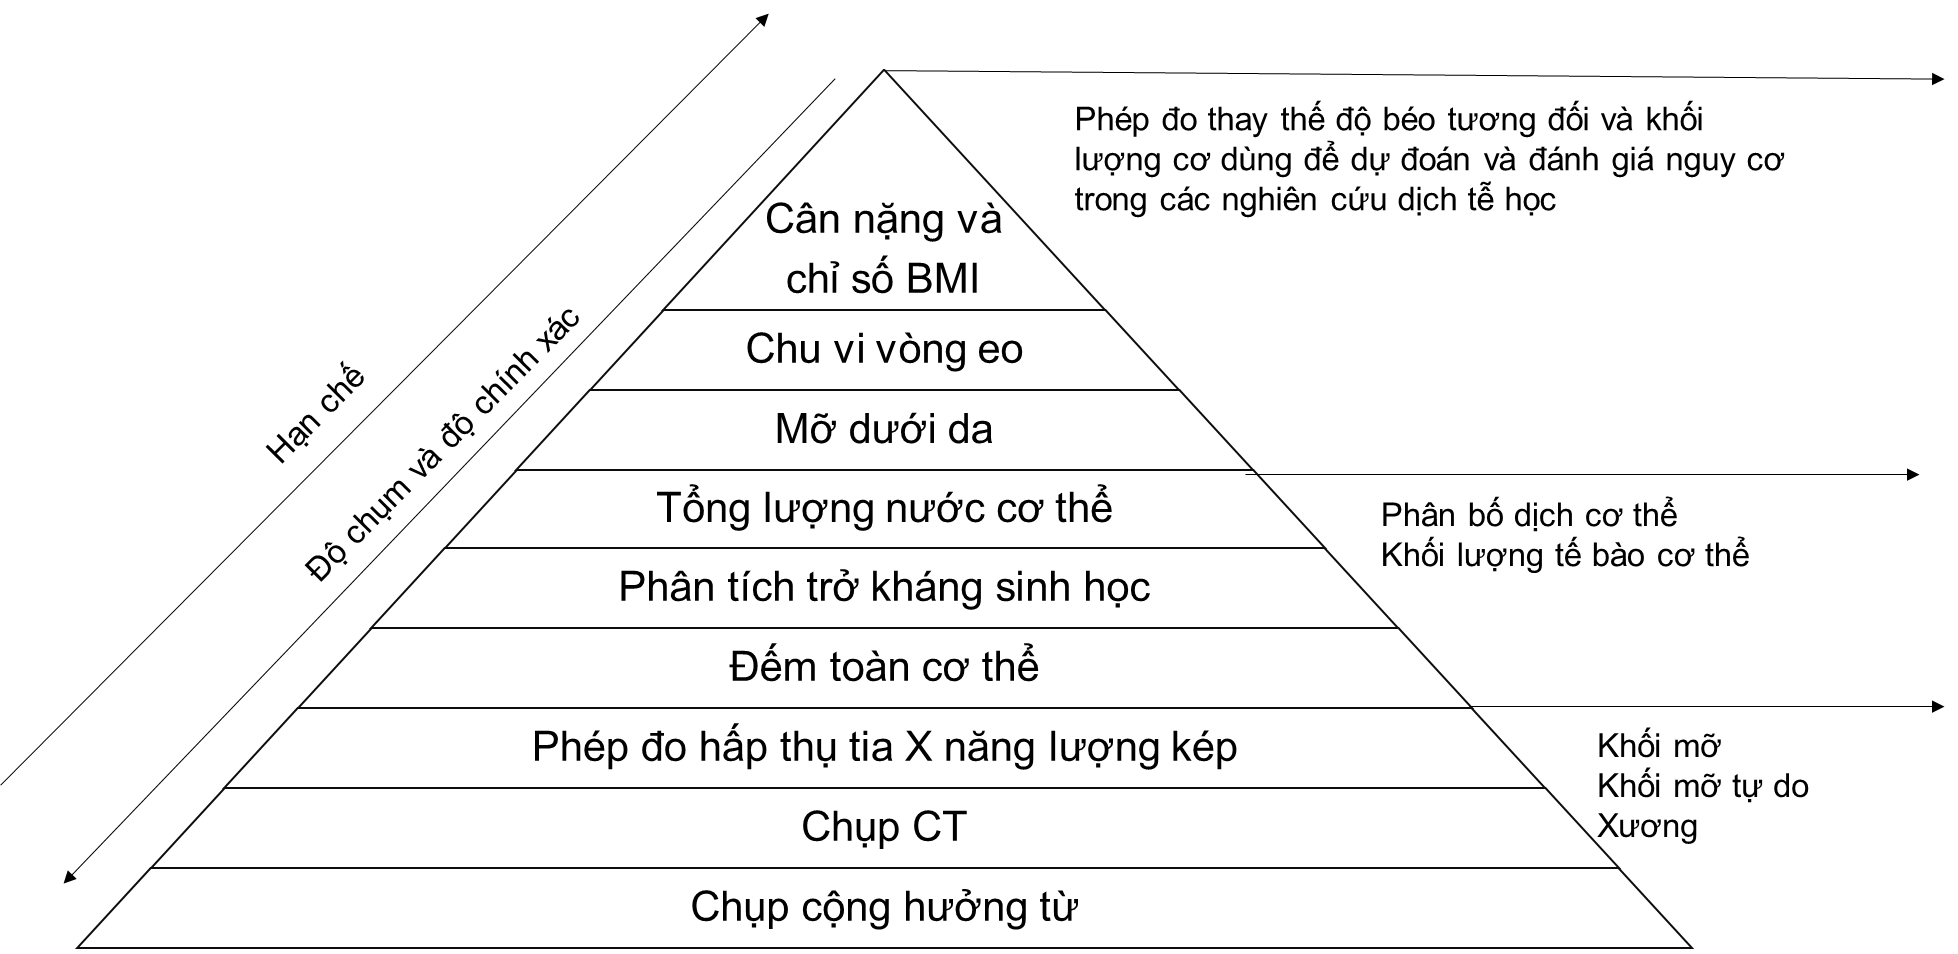 Phép đo thay thế độ béo tương đối và khối
lượng cơ dùng để dự đoán và đánh giá nguy cơ
trong các nghiên cứu dịch tễ học
Cân nặng và
chỉ số BMI
Chu vi vòng eo
Hạn chế
Độ chụm và độ chính xác
Mỡ dưới da
Tổng lượng nước cơ thể
Phân bố dịch cơ thể
Khối lượng tế bào cơ thể
Phân tích trở kháng sinh học
Đếm toàn cơ thể
Phép đo hấp thụ tia X năng lượng kép
Khối mỡ
Khối mỡ tự do
Xương
Chụp CT
Chụp cộng hưởng từ